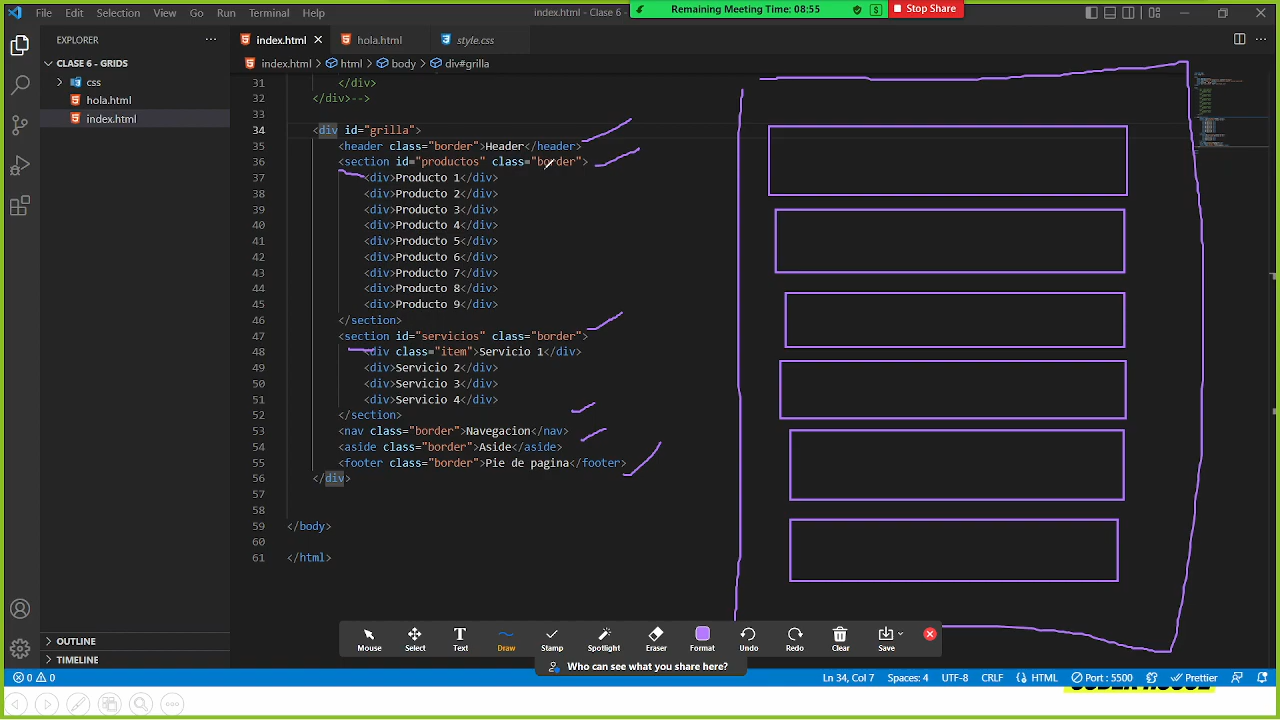 File Edit Selection View Go Run Terminal Help
index.html - Clase 6 -
Remaining Meeting Time: 08:55
Stop Share
EXPLORER
CLASE 6 - GRIDS
css
hola.html
index.html
OUTLINE
TIMELINE
index.html hola.html style.css
index.html > html > body > div#grilla
31 </div>
32 </div>-->
33
34 <div id="grilla">
35 <header class="border">Header</header>
36 <section id="productos" class="border">
37 <div>Producto 1</div>
38 <div>Producto 2</div>
39 <div>Producto 3</div>
40 <div>Producto 4</div>
41 <div>Producto 5</div>
42 <div>Producto 6</div>
43 <div>Producto 7</div>
44 <div>Producto 8</div>
45 <div>Producto 9</div>
46 </section>
47 <section id="servicios" class="border">
48 <div class="item">Servicio 1</div>
49 <div>Servicio 2</div>
50 <div>Servicio 3</div>
51 <div>Servicio 4</div>
52 </section>
53 <nav class="border">Navegacion</nav>
54 <aside class="border">Aside</aside>
55 <footer class="border">Pie de pagina</footer>
56 </div>
57
58
59 </body>
60
61 </html>
Mouse Select Text Draw Stamp Spotlight Eraser Format Undo Redo Clear Save
Who can see what you share here?
0 0 Ln 34, Col 7 Spaces: 4 UTF-8 CRLF HTML Port : 5500 Prettier